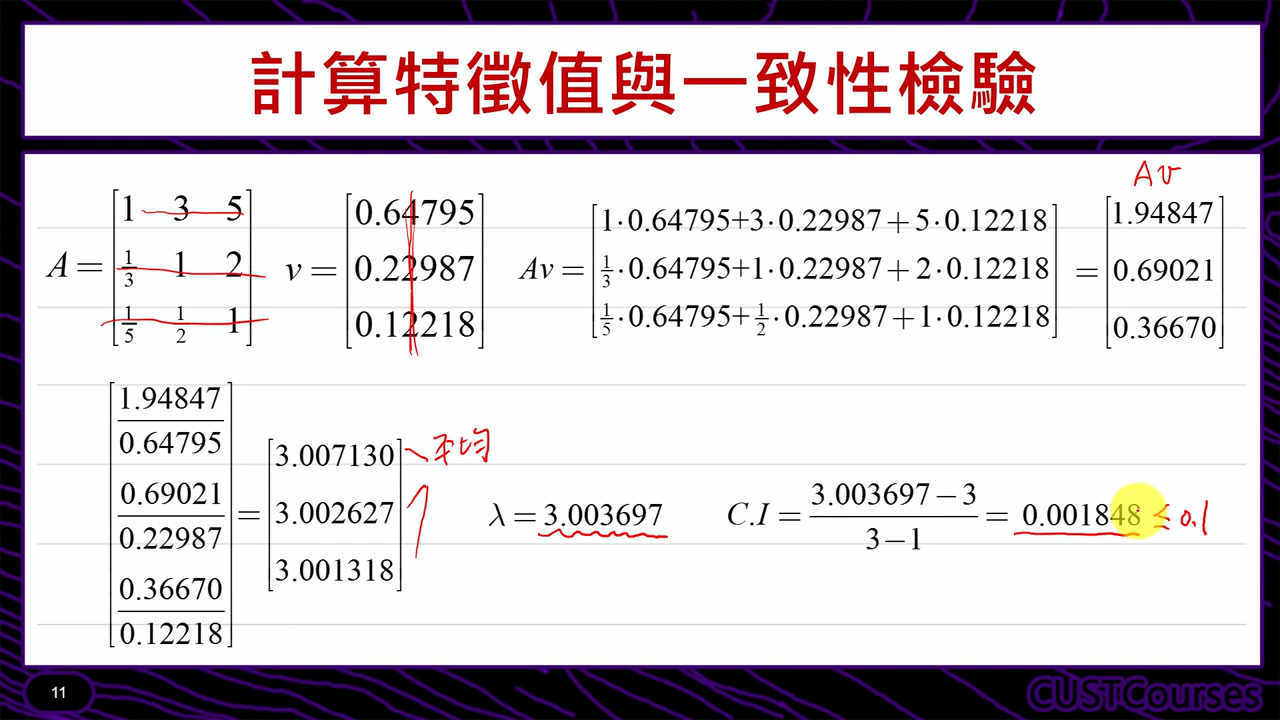 計算特徵值與一致性檢驗
Av
A = [1 3 5; 1/3 1 2; 1/5 1/2 1]
v = [0.64795; 0.22987; 0.12218]
Av = [1·0.64795+3·0.22987+5·0.12218; 1/3·0.64795+1·0.22987+2·0.12218; 1/5·0.64795+1/2·0.22987+1·0.12218] = [1.94847; 0.69021; 0.36670]
[1.94847/0.64795; 0.69021/0.22987; 0.36670/0.12218] = [3.007130; 3.002627; 3.001318]
平均
λ = 3.003697
C.I = (3.003697−3)/(3−1) = 0.001848 ≤ 0.1
11
CUSTCourses